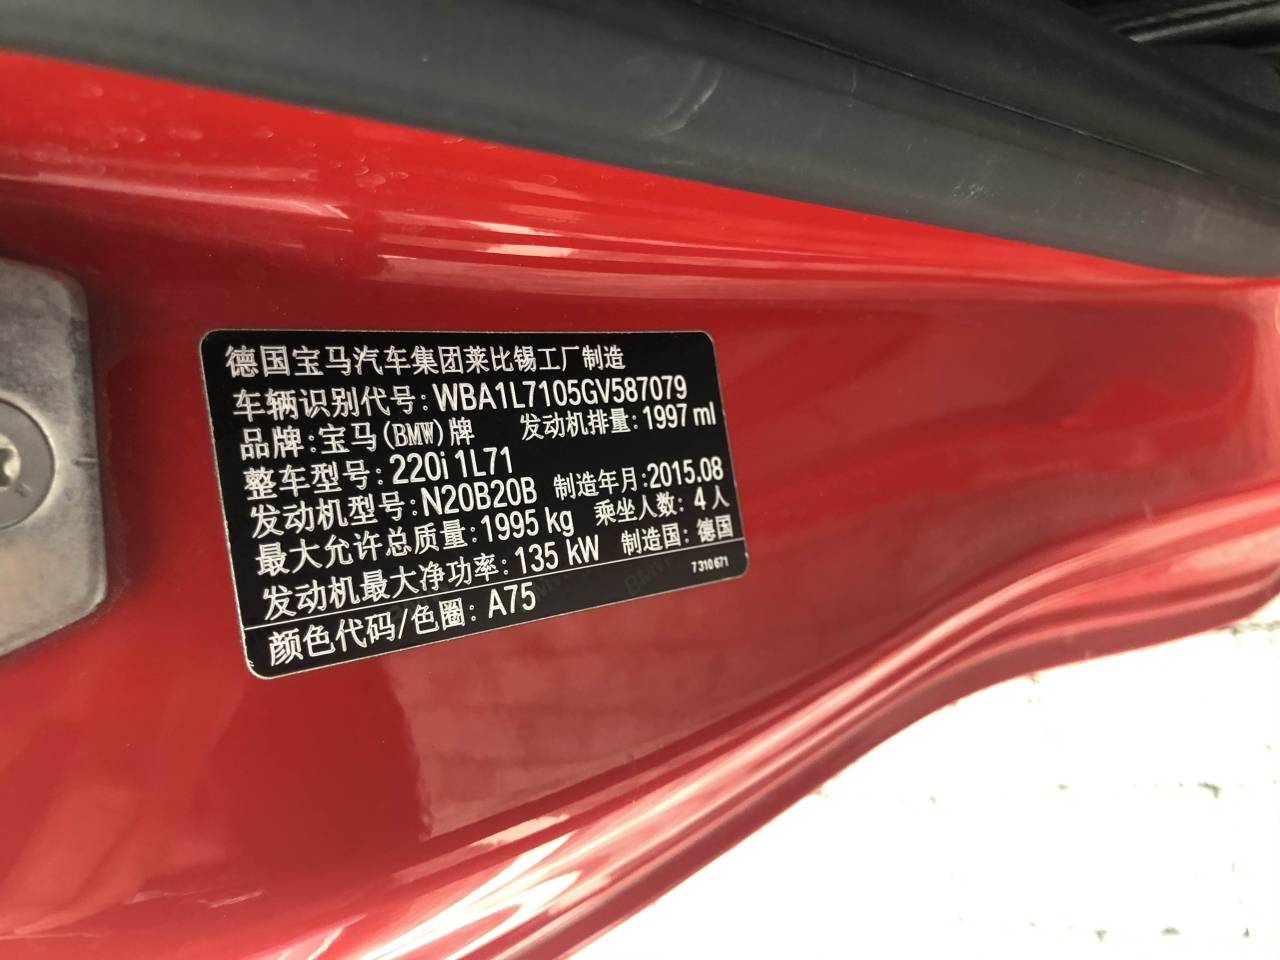 德国宝马汽车集团莱比锡工厂制造
车辆识别代号: WBA1L7105GV587079
品牌: 宝马(BMW)牌 发动机排量: 1997 ml
整车型号: 220i 1L71
发动机型号: N20B20B 制造年月: 2015.08
最大允许总质量: 1995 kg 乘坐人数: 4 人
发动机最大净功率: 135 kW 制造国: 德国
颜色代码/色圈: A75
7 310 671